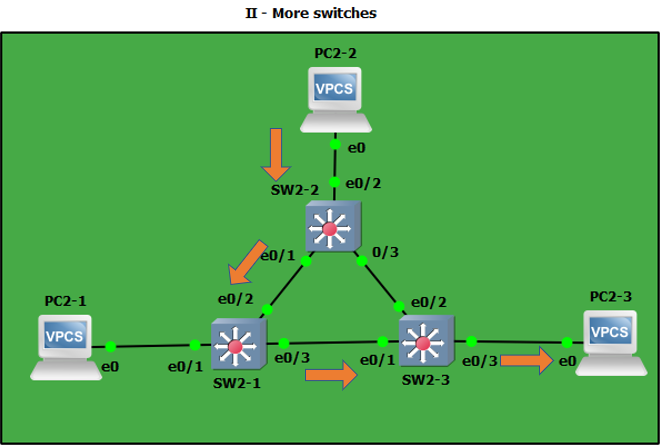 II - More switches
PC2-2
VPCS
e0
e0/2
SW2-2
e0/1
0/3
e0/2
e0/2
PC2-1
PC2-3
VPCS
VPCS
e0
e0/1
e0/3
e0/1
e0/3
e0
SW2-1
SW2-3